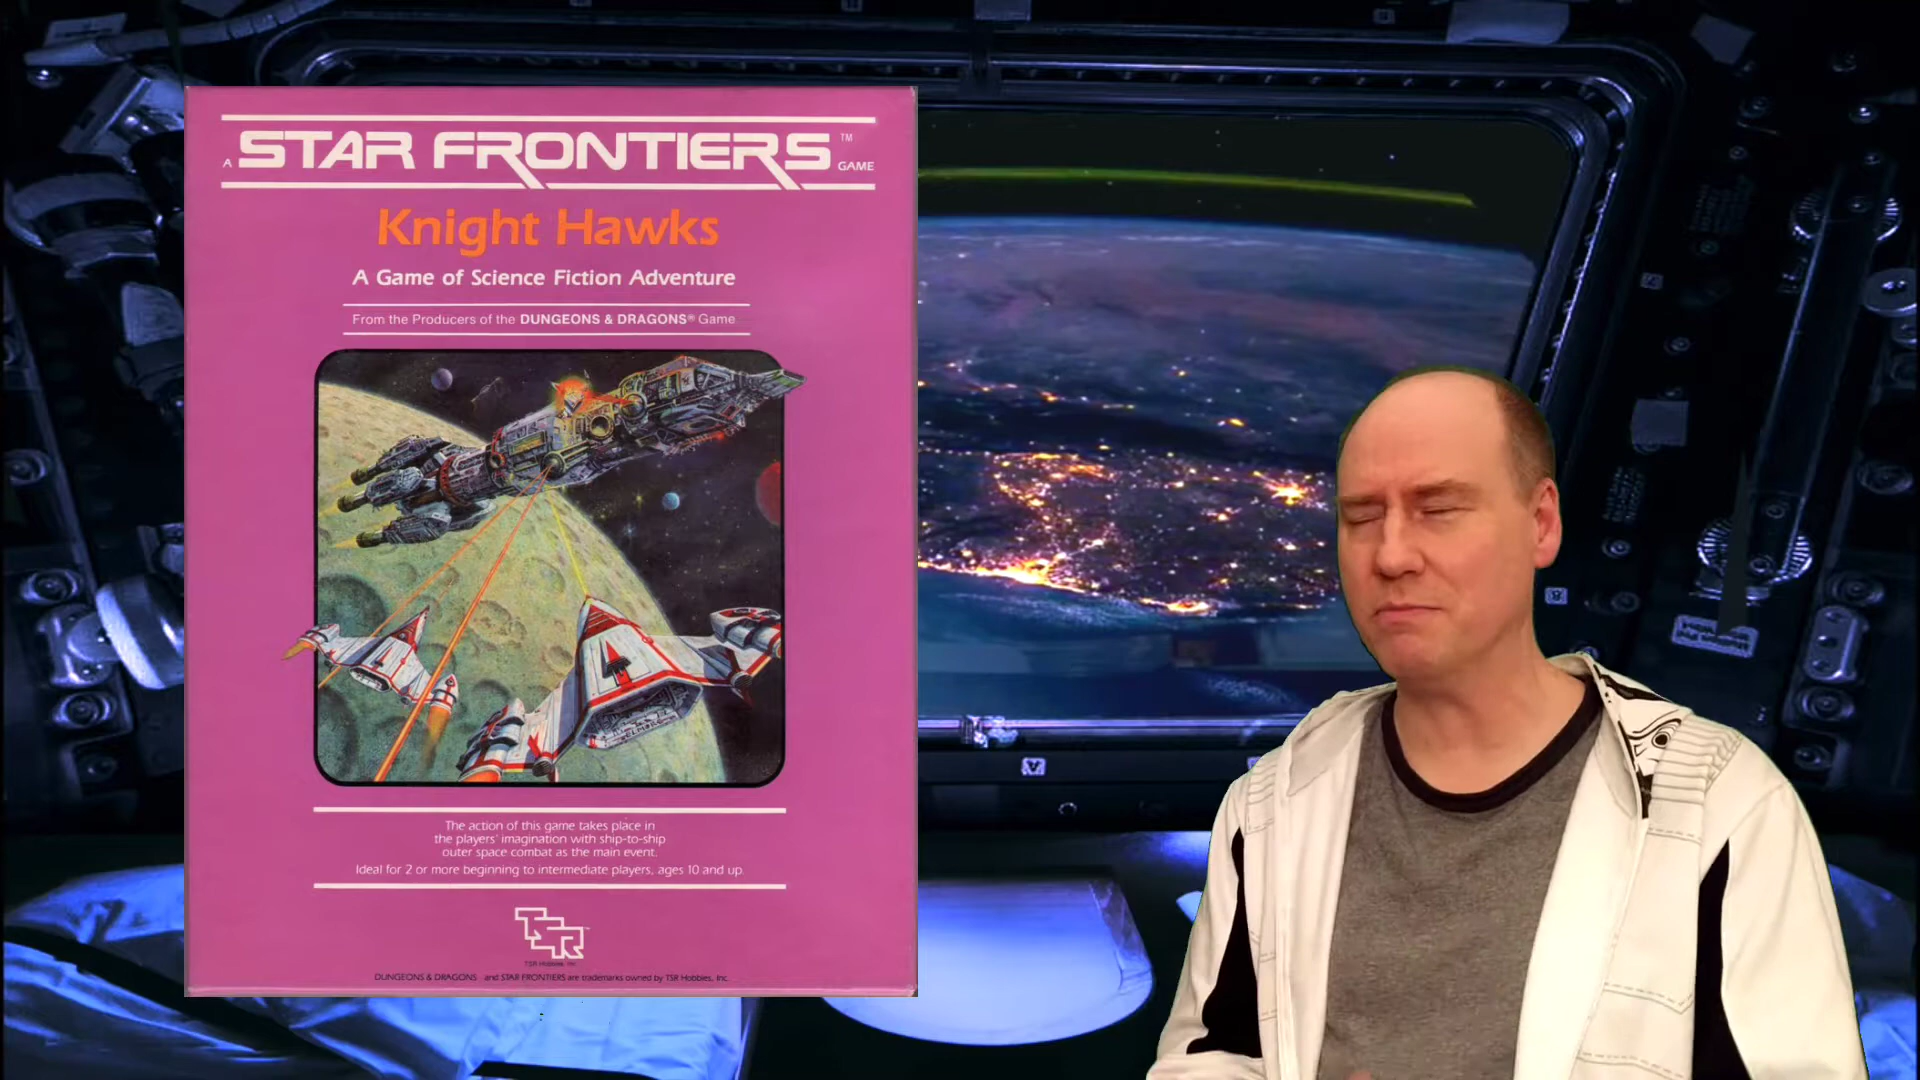 A STAR FRONTIERS™ GAME
Knight Hawks
A Game of Science Fiction Adventure
From the Producers of the DUNGEONS & DRAGONS® Game
The action of this game takes place in
the players' imagination with ship-to-ship
outer space combat as the main event.
Ideal for 2 or more beginning to intermediate players, ages 10 and up.
TSR™
TSR Hobbies, Inc.
DUNGEONS & DRAGONS and STAR FRONTIERS are trademarks owned by TSR Hobbies, Inc.